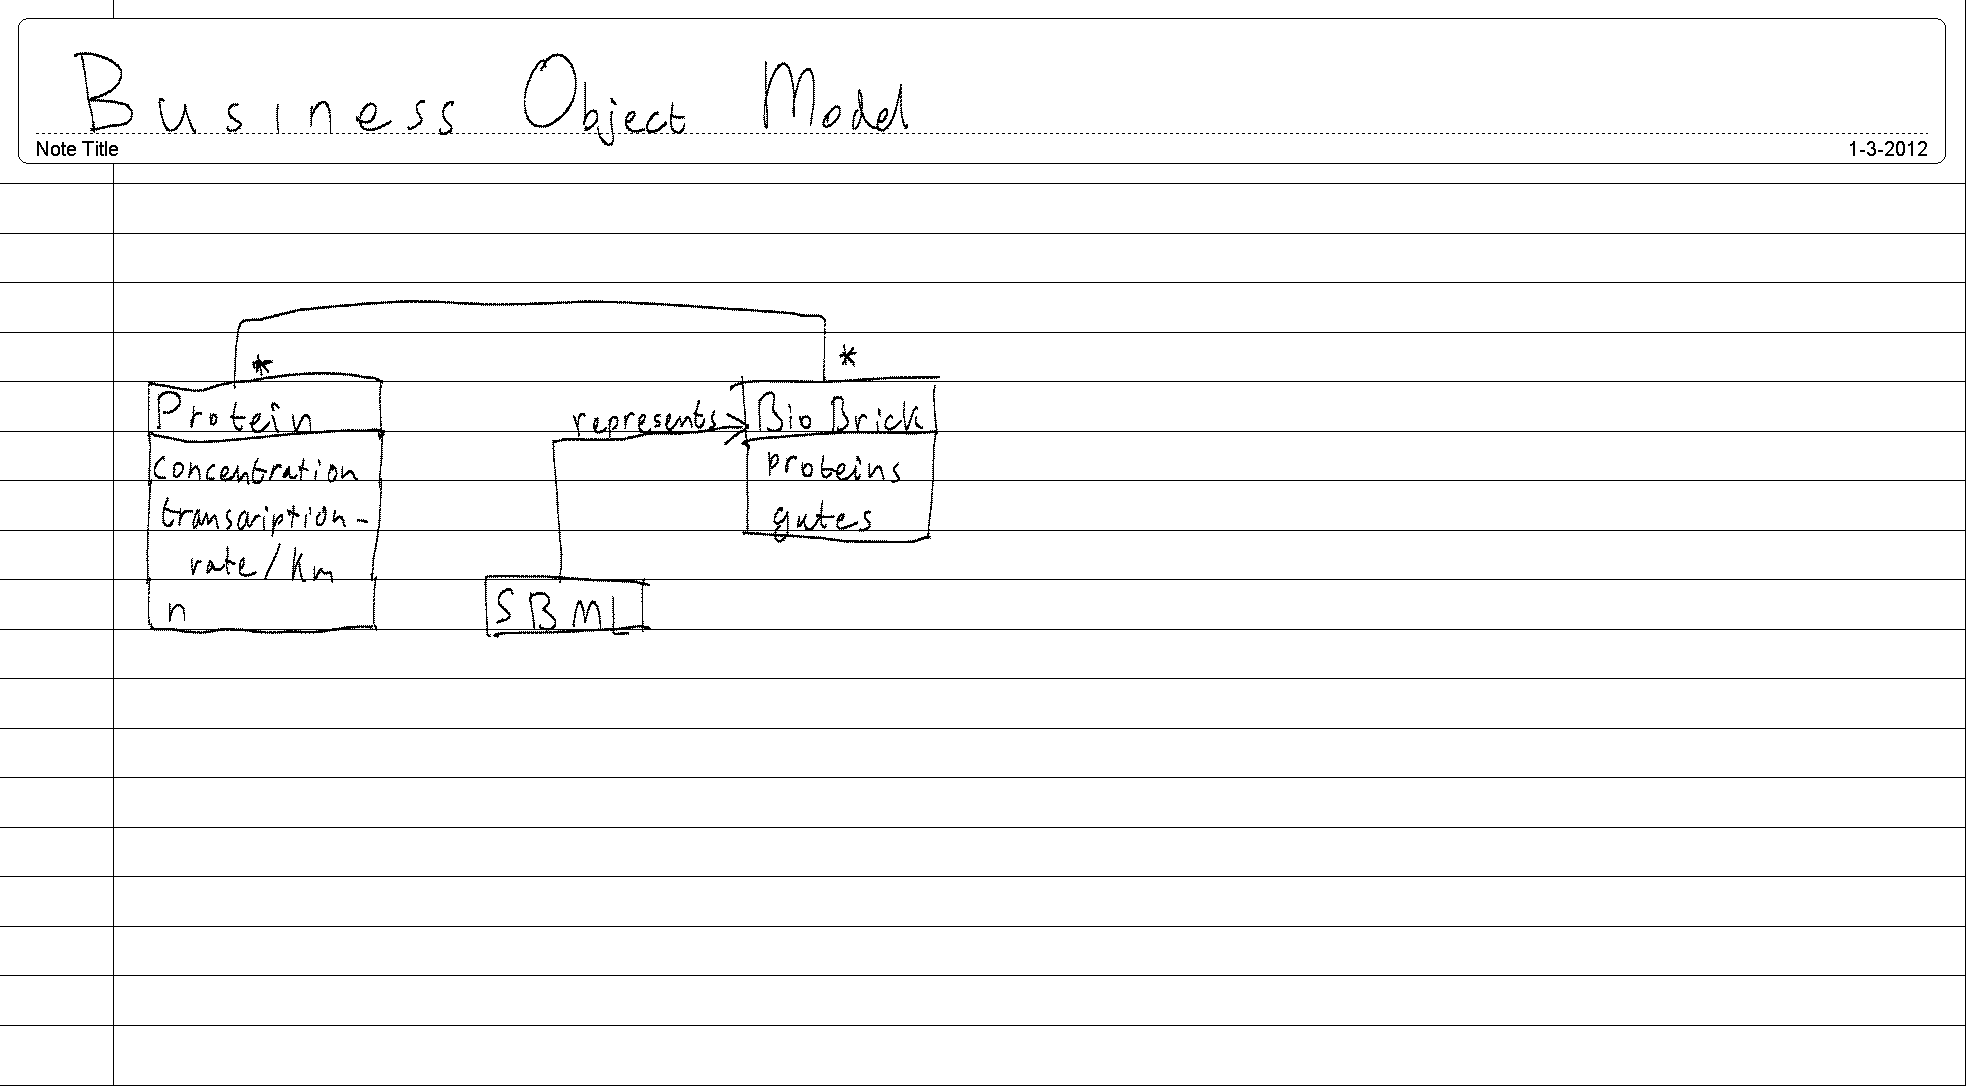 Business Object Model
Note Title
1-3-2012
*
*
Protein
concentration
transcription-
rate/Km
n
represents
BioBrick
proteins
gates
SBML